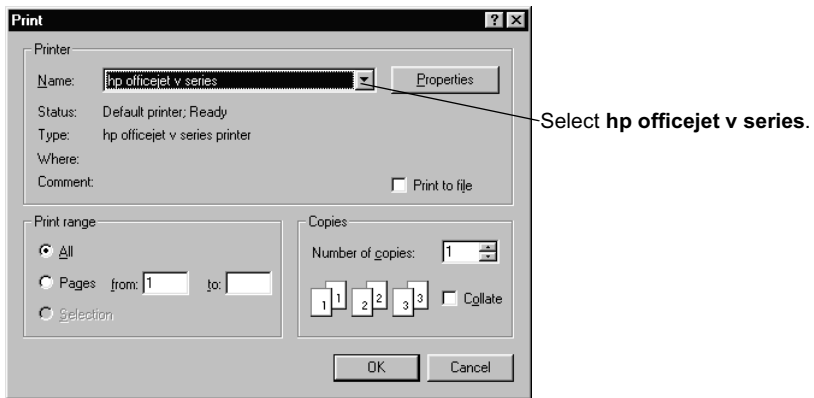 Print
Printer
Name: hp officejet v series Properties
Status: Default printer; Ready
Type: hp officejet v series printer
Where:
Comment: Print to file
Select hp officejet v series.
Print range
All
Pages from: 1 to:
Selection
Copies
Number of copies: 1
1 1 2 2 3 3 Collate
OK Cancel